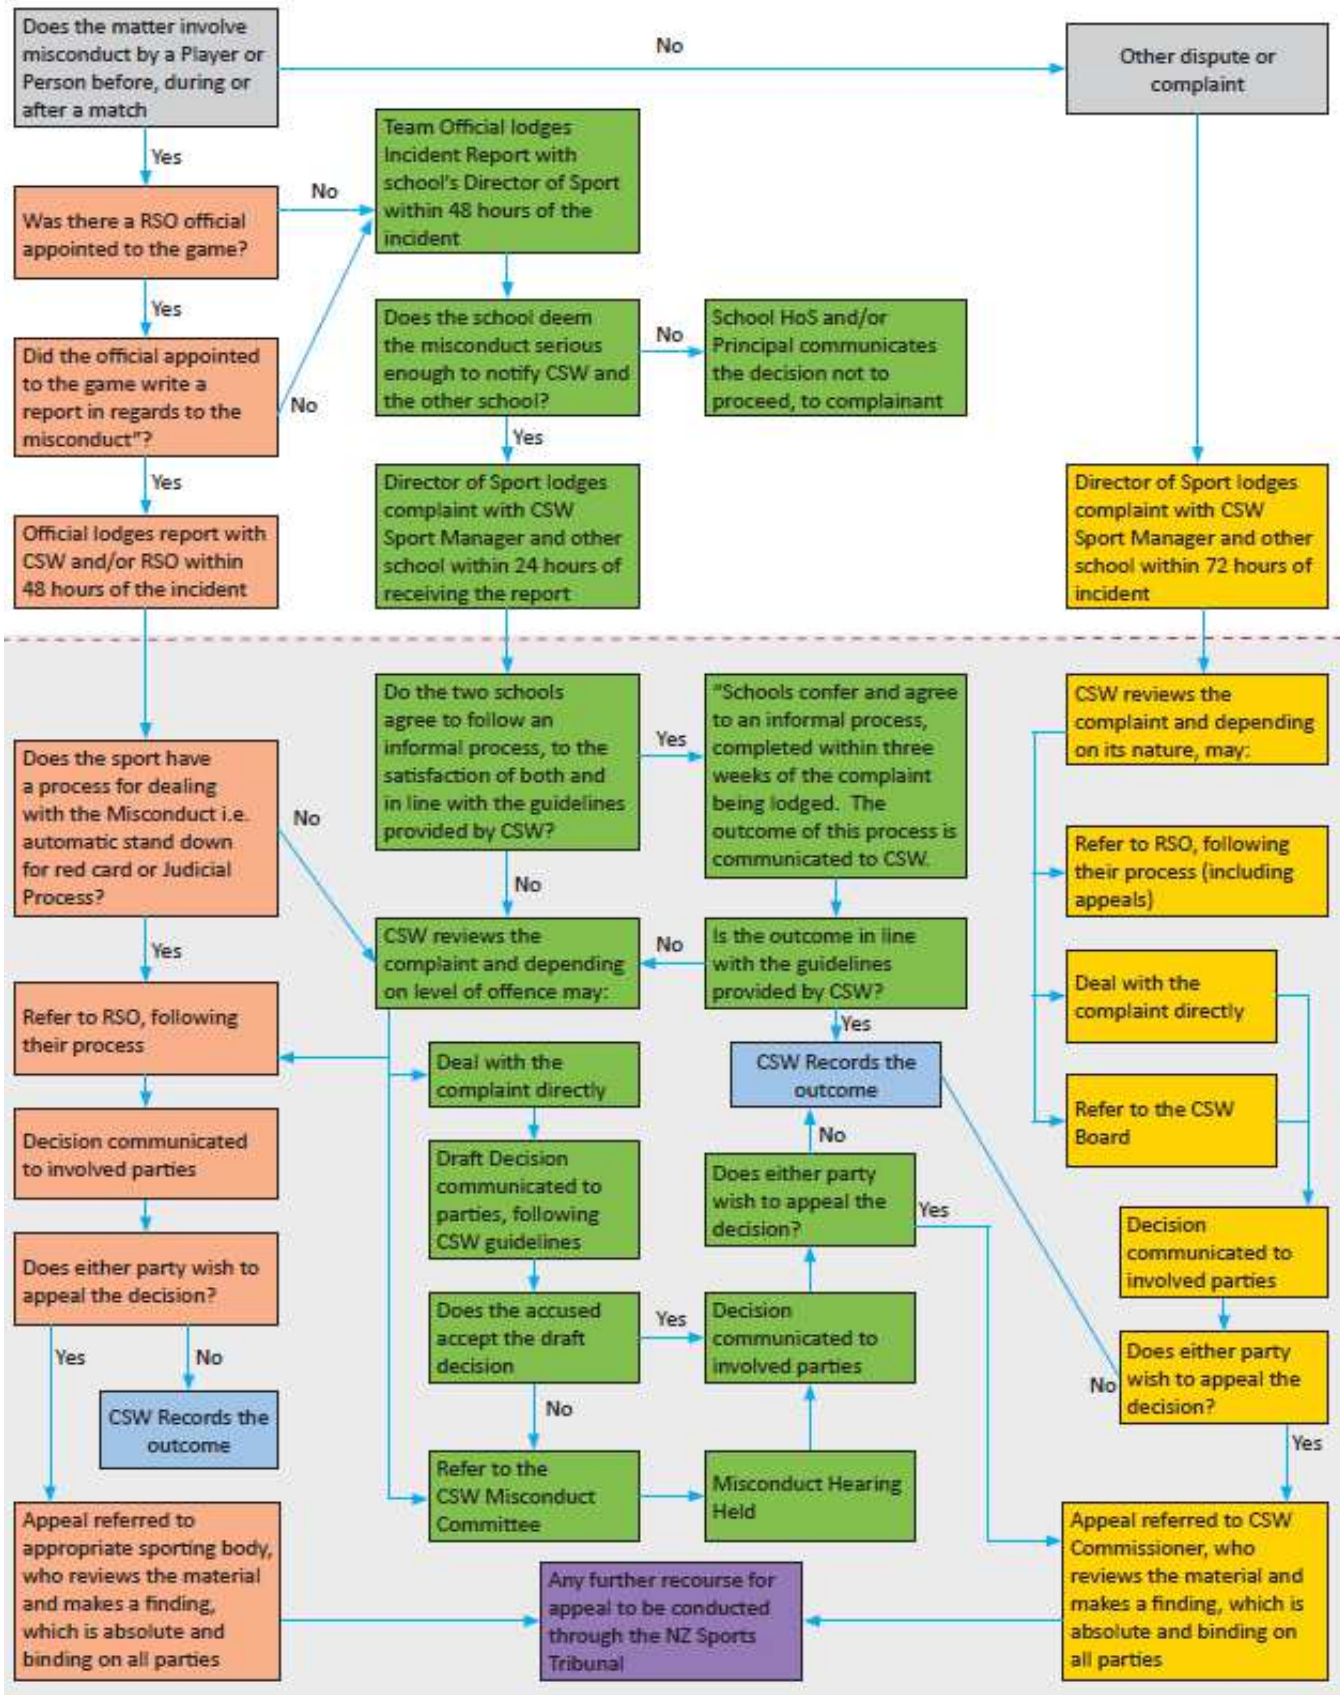 Does the matter involve
misconduct by a Player or
Person before, during or
after a match
No
Other dispute or
complaint
Yes
Team Official lodges
Incident Report with
school's Director of Sport
within 48 hours of the
incident
No
Was there a RSO official
appointed to the game?
Yes
Does the school deem
the misconduct serious
enough to notify CSW and
the other school?
No
School HoS and/or
Principal communicates
the decision not to
proceed, to complainant
Did the official appointed
to the game write a
report in regards to the
misconduct"?
No
Yes
Yes
Director of Sport lodges
complaint with CSW
Sport Manager and other
school within 24 hours of
receiving the report
Director of Sport lodges
complaint with CSW
Sport Manager and other
school within 72 hours of
incident
Official lodges report with
CSW and/or RSO within
48 hours of the incident
Do the two schools
agree to follow an
informal process, to the
satisfaction of both and
in line with the guidelines
provided by CSW?
Yes
"Schools confer and agree
to an informal process,
completed within three
weeks of the complaint
being lodged. The
outcome of this process is
communicated to CSW.
CSW reviews the
complaint and depending
on its nature, may:
Does the sport have
a process for dealing
with the Misconduct i.e.
automatic stand down
for red card or Judicial
Process?
No
No
Refer to RSO, following
their process (including
appeals)
Yes
CSW reviews the
complaint and depending
on level of offence may:
No
Is the outcome in line
with the guidelines
provided by CSW?
Deal with the
complaint directly
Refer to RSO, following
their process
Yes
Deal with the
complaint directly
CSW Records the
outcome
Refer to the CSW
Board
Decision communicated
to involved parties
No
Draft Decision
communicated to
parties, following
CSW guidelines
Does either party
wish to appeal the
decision?
Yes
Decision
communicated to
involved parties
Does either party wish to
appeal the decision?
Does the accused
accept the draft
decision
Yes
Decision
communicated to
involved parties
Does either party
wish to appeal the
decision?
No
Yes
No
No
Yes
CSW Records the
outcome
Refer to the
CSW Misconduct
Committee
Misconduct Hearing
Held
Appeal referred to
appropriate sporting body,
who reviews the material
and makes a finding,
which is absolute and
binding on all parties
Any further recourse for
appeal to be conducted
through the NZ Sports
Tribunal
Appeal referred to CSW
Commissioner, who
reviews the material and
makes a finding, which is
absolute and binding on
all parties